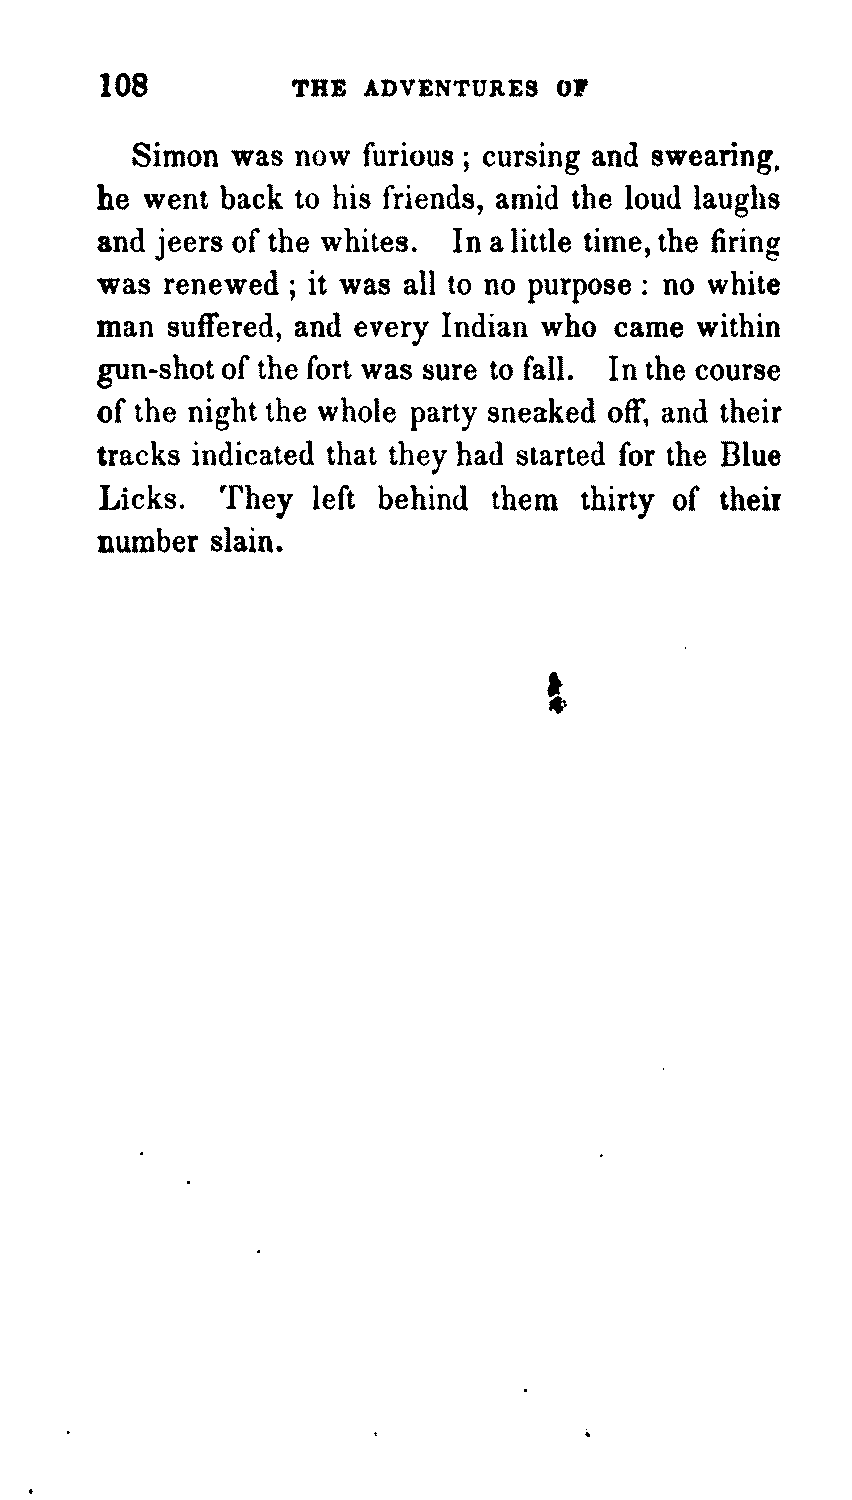 108 THE ADVENTURES OF
Simon was now furious ; cursing and swearing,
he went back to his friends, amid the loud laughs
and jeers of the whites. In a little time, the firing
was renewed ; it was all to no purpose : no white
man suffered, and every Indian who came within
gun-shot of the fort was sure to fall. In the course
of the night the whole party sneaked off, and their
tracks indicated that they had started for the Blue
Licks. They left behind them thirty of their
number slain.